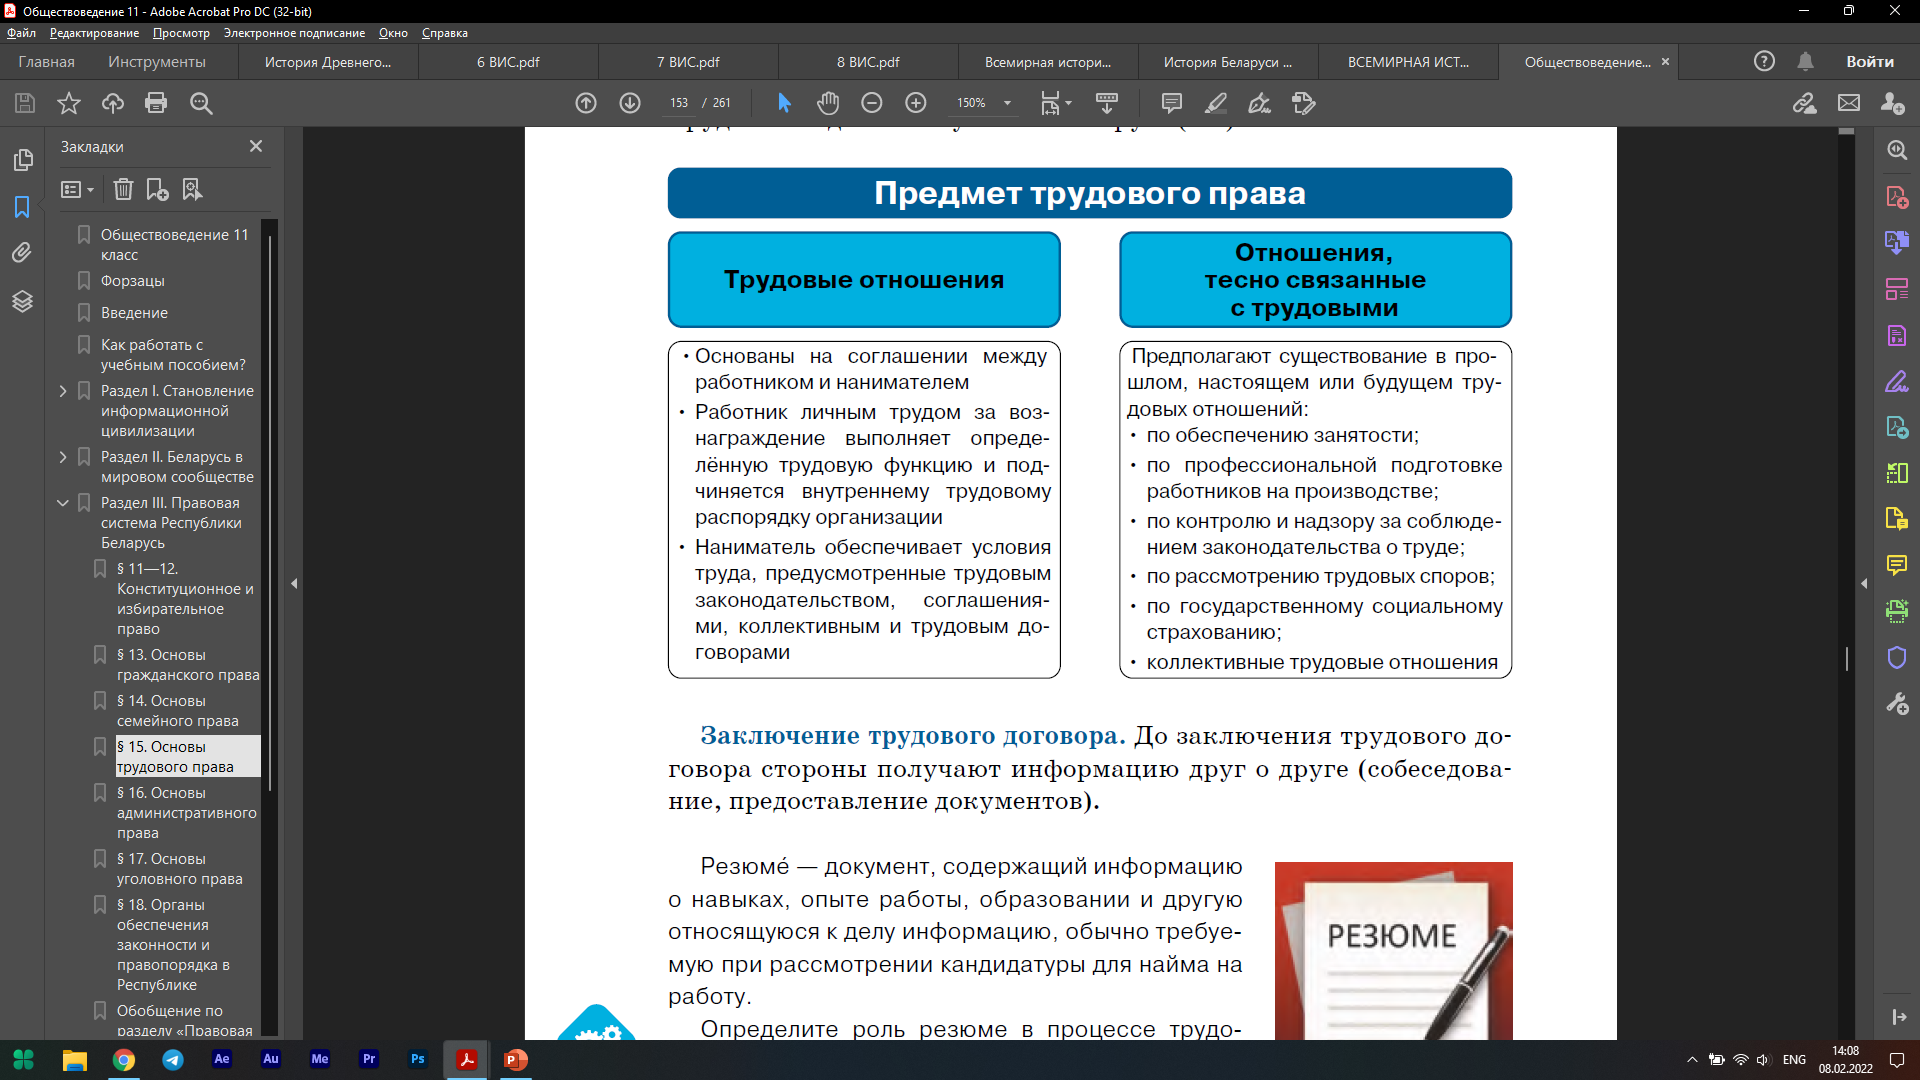 Обществоведение 11 - Adobe Acrobat Pro DC (32-bit)
Файл Редактирование Просмотр Электронное подписание Окно Справка
Главная Инструменты История Древнего... 6 ВИС.pdf 7 ВИС.pdf 8 ВИС.pdf Всемирная истори... История Беларуси ... ВСЕМИРНАЯ ИСТ... Обществоведение... × Войти
153 / 261 150%
Закладки
Обществоведение 11
класс
Форзацы
Введение
Как работать с
учебным пособием?
Раздел I. Становление
информационной
цивилизации
Раздел II. Беларусь в
мировом сообществе
Раздел III. Правовая
система Республики
Беларусь
§ 11—12.
Конституционное и
избирательное
право
§ 13. Основы
гражданского права
§ 14. Основы
семейного права
§ 15. Основы
трудового права
§ 16. Основы
административного
права
§ 17. Основы
уголовного права
§ 18. Органы
обеспечения
законности и
правопорядка в
Республике
Обобщение по
разделу «Правовая
Предмет трудового права
Трудовые отношения
• Основаны на соглашении между
работником и нанимателем
• Работник личным трудом за воз-
награждение выполняет опреде-
лённую трудовую функцию и под-
чиняется внутреннему трудовому
распорядку организации
• Наниматель обеспечивает условия
труда, предусмотренные трудовым
законодательством, соглашения-
ми, коллективным и трудовым до-
говорами
Отношения,
тесно связанные
с трудовыми
Предполагают существование в про-
шлом, настоящем или будущем тру-
довых отношений:
• по обеспечению занятости;
• по профессиональной подготовке
работников на производстве;
• по контролю и надзору за соблюде-
нием законодательства о труде;
• по рассмотрению трудовых споров;
• по государственному социальному
страхованию;
• коллективные трудовые отношения
Заключение трудового договора. До заключения трудового до-
говора стороны получают информацию друг о друге (собеседова-
ние, предоставление документов).
Резюме́ — документ, содержащий информацию
о навыках, опыте работы, образовании и другую
относящуюся к делу информацию, обычно требуе-
мую при рассмотрении кандидатуры для найма на
работу.
Определите роль резюме в процессе трудо-
РЕЗЮМЕ
Ae Au Me Pr Ps P
ENG
14:08
08.02.2022